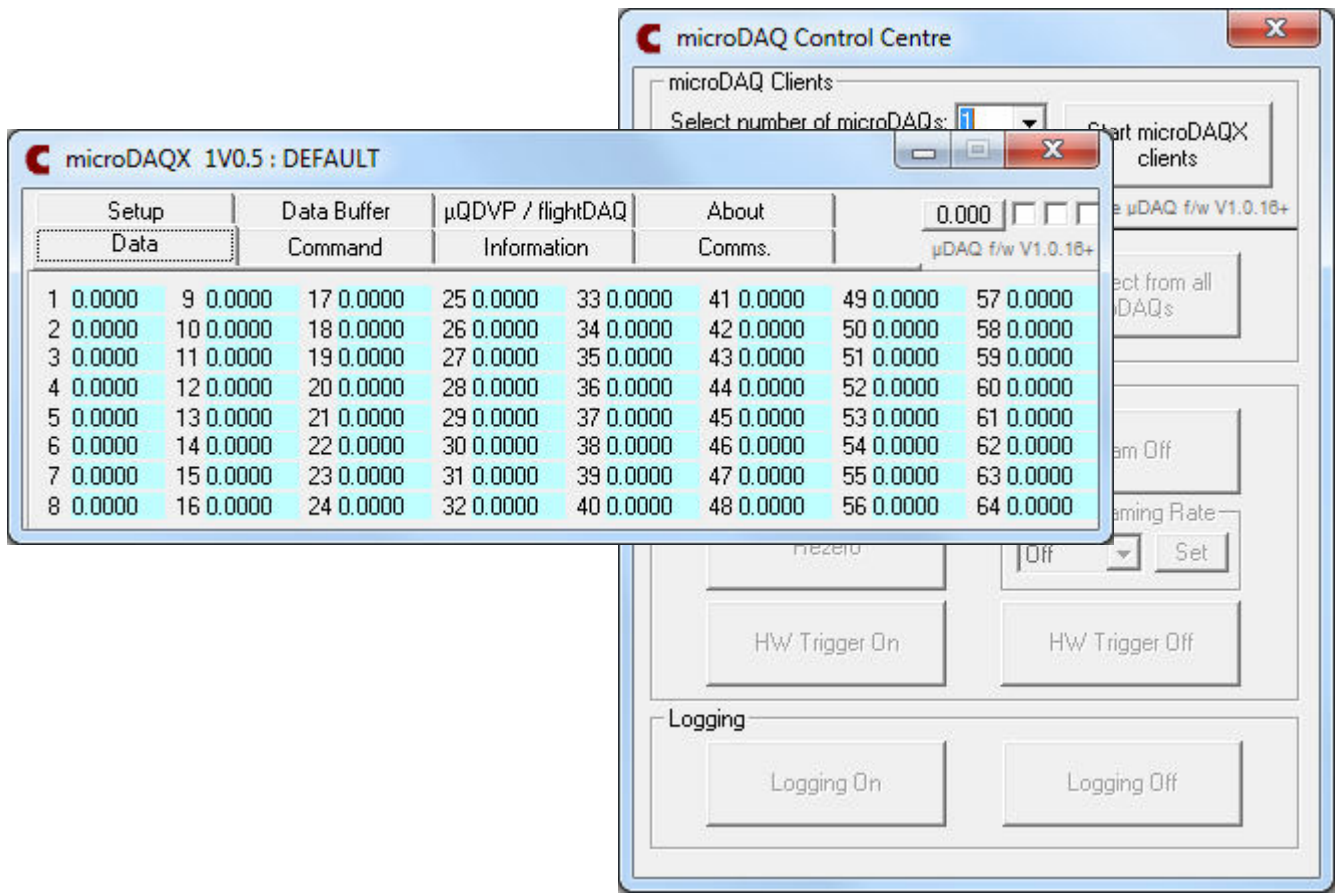 microDAQ Control Centre
microDAQ Clients
Select number of microDAQs: 1
Start microDAQX
clients
µDAQ f/w V1.0.16+
microDAQX 1V0.5 : DEFAULT
Setup Data Buffer µQDVP / flightDAQ About 0.000
Data Command Information Comms. µDAQ f/w V1.0.16+
1 0.0000 9 0.0000 17 0.0000 25 0.0000 33 0.0000 41 0.0000 49 0.0000 57 0.0000
2 0.0000 10 0.0000 18 0.0000 26 0.0000 34 0.0000 42 0.0000 50 0.0000 58 0.0000
3 0.0000 11 0.0000 19 0.0000 27 0.0000 35 0.0000 43 0.0000 51 0.0000 59 0.0000
4 0.0000 12 0.0000 20 0.0000 28 0.0000 36 0.0000 44 0.0000 52 0.0000 60 0.0000
5 0.0000 13 0.0000 21 0.0000 29 0.0000 37 0.0000 45 0.0000 53 0.0000 61 0.0000
6 0.0000 14 0.0000 22 0.0000 30 0.0000 38 0.0000 46 0.0000 54 0.0000 62 0.0000
7 0.0000 15 0.0000 23 0.0000 31 0.0000 39 0.0000 47 0.0000 55 0.0000 63 0.0000
8 0.0000 16 0.0000 24 0.0000 32 0.0000 40 0.0000 48 0.0000 56 0.0000 64 0.0000
from all
Off
Rate
Rezero Off Set
HW Trigger On HW Trigger Off
Logging
Logging On Logging Off